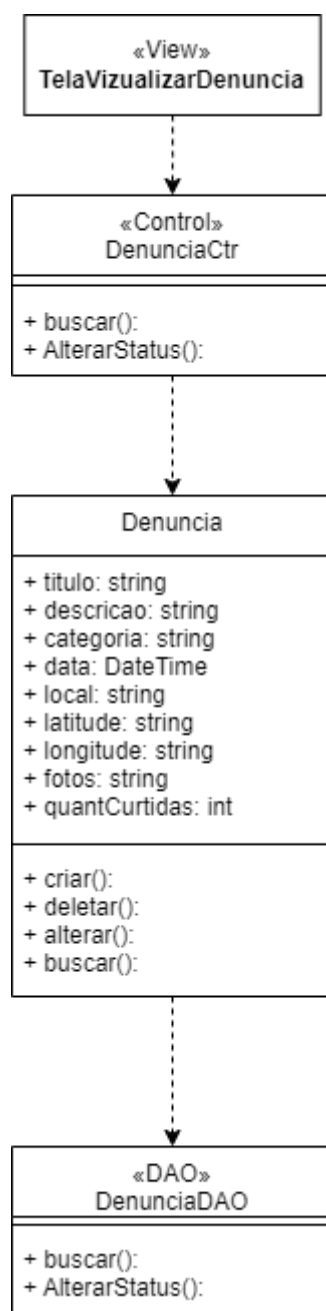 «View»
TelaVizualizarDenuncia
«Control»
DenunciaCtr
+ buscar():
+ AlterarStatus():
Denuncia
+ titulo: string
+ descricao: string
+ categoria: string
+ data: DateTime
+ local: string
+ latitude: string
+ longitude: string
+ fotos: string
+ quantCurtidas: int
+ criar():
+ deletar():
+ alterar():
+ buscar():
«DAO»
DenunciaDAO
+ buscar():
+ AlterarStatus():